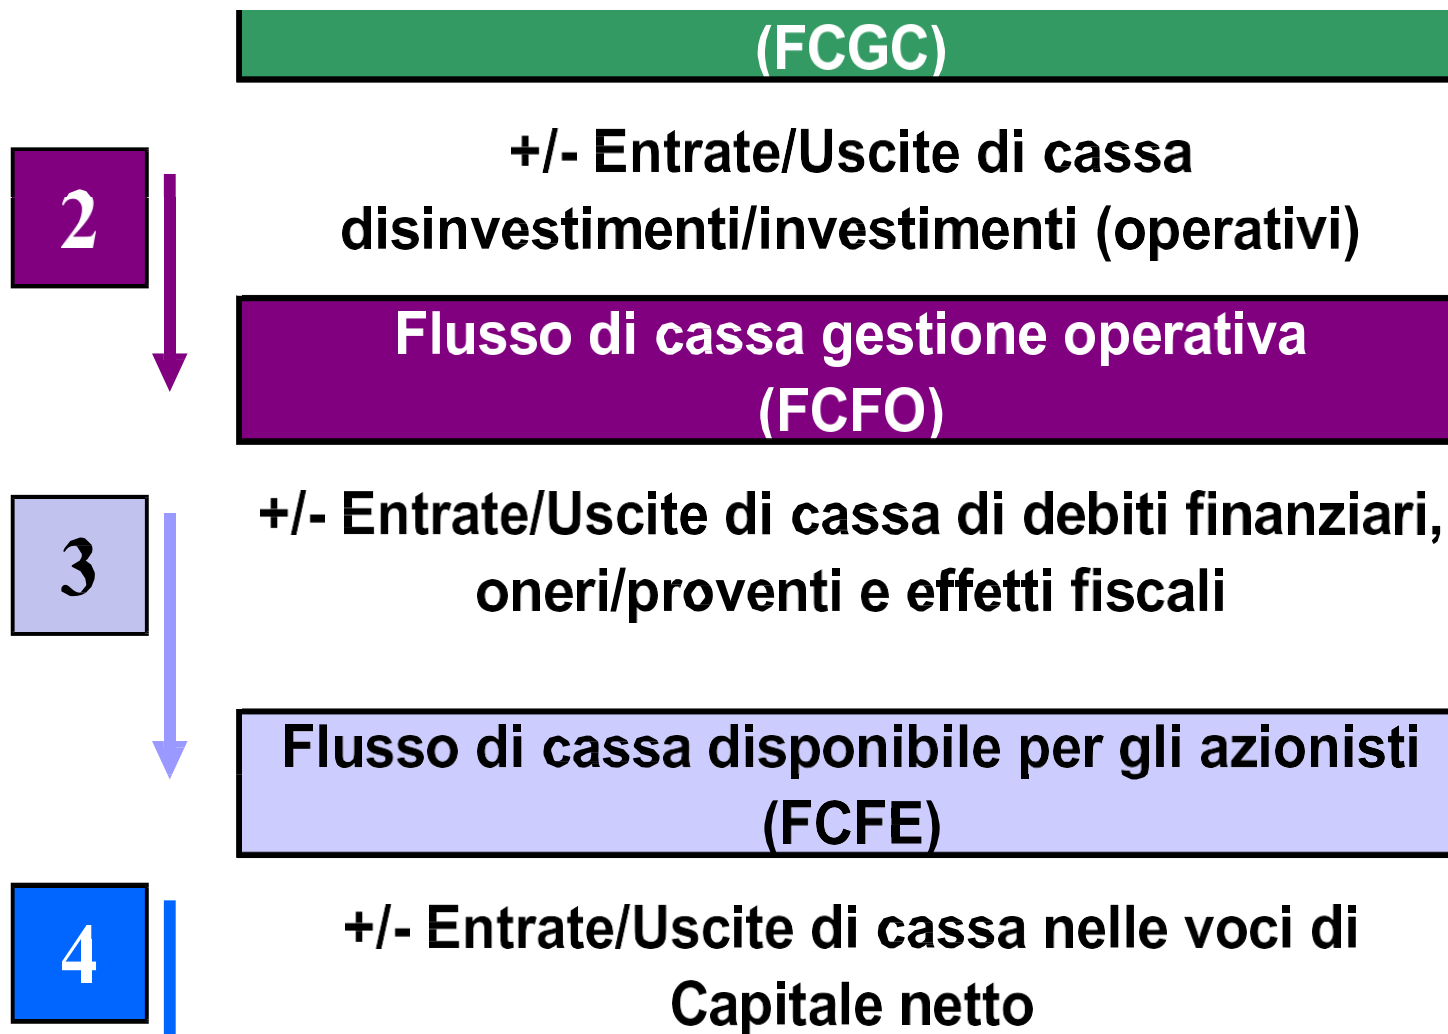 (FCGC)
+/- Entrate/Uscite di cassa
disinvestimenti/investimenti (operativi)
2
Flusso di cassa gestione operativa
(FCFO)
+/- Entrate/Uscite di cassa di debiti finanziari,
oneri/proventi e effetti fiscali
3
Flusso di cassa disponibile per gli azionisti
(FCFE)
+/- Entrate/Uscite di cassa nelle voci di
Capitale netto
4